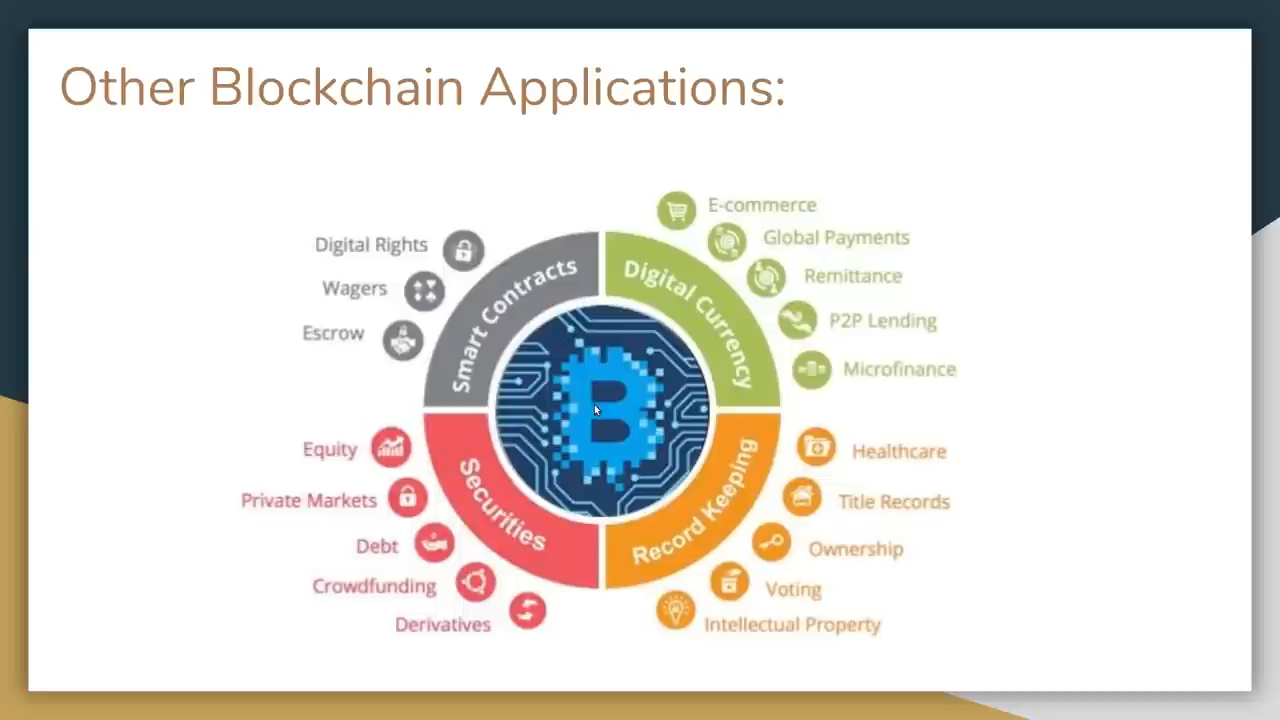 Other Blockchain Applications:
Smart Contracts
Digital Rights
Wagers
Escrow
Digital Currency
E-commerce
Global Payments
Remittance
P2P Lending
Microfinance
Securities
Equity
Private Markets
Debt
Crowdfunding
Derivatives
Record Keeping
Healthcare
Title Records
Ownership
Voting
Intellectual Property
B